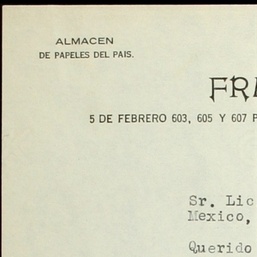 ALMACEN
DE PAPELES DEL PAIS.
FRA
5 DE FEBRERO 603, 605 Y 607 P
Sr. Lic
Mexico,
Querido